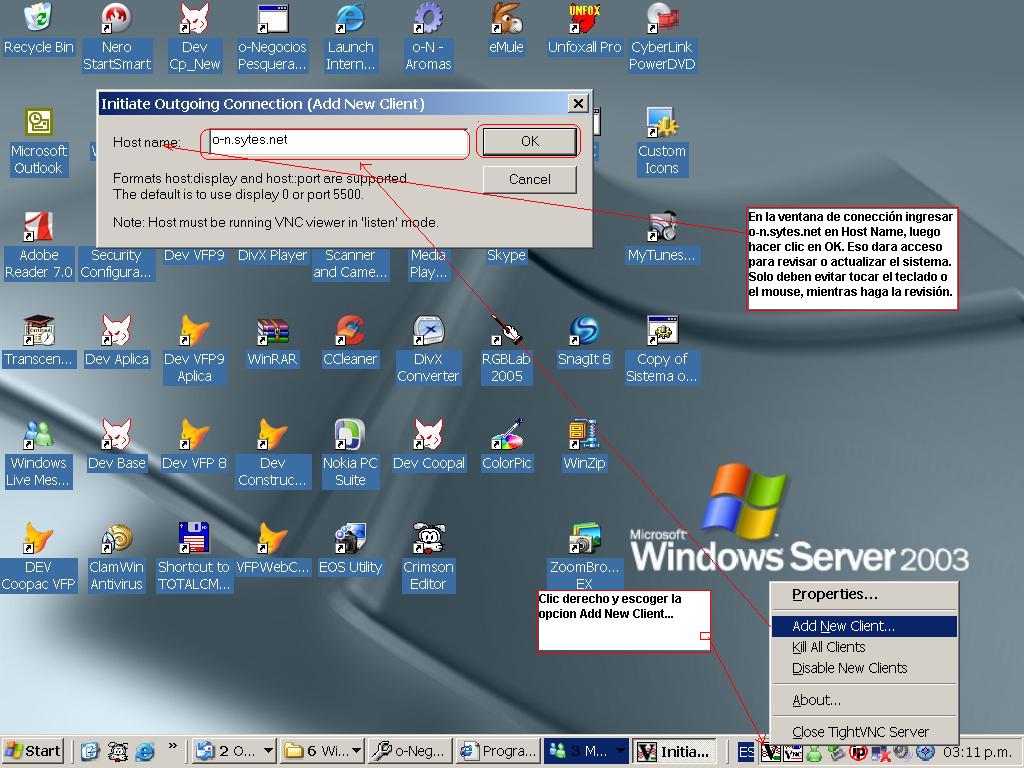 Recycle Bin
Nero StartSmart
Dev Cp_New
o-Negocios Pesquera...
Launch Intern...
o-N - Aromas
eMule
UNFOX
Unfoxall Pro
CyberLink PowerDVD
Initiate Outgoing Connection (Add New Client)
Host name:
o-n.sytes.net
OK
Cancel
Formats host:display and host::port are supported.
The default is to use display 0 or port 5500.
Note: Host must be running VNC viewer in 'listen' mode.
Microsoft Outlook
Custom Icons
En la ventana de conección ingresar
o-n.sytes.net en Host Name, luego
hacer clic en OK. Eso dara acceso
para revisar o actualizar el sistema.
Solo deben evitar tocar el teclado o
el mouse, mientras haga la revisión.
Adobe Reader 7.0
Security Configura...
Dev VFP9
DivX Player
Scanner and Came...
Media Play...
Skype
MyTunes...
Transcen...
Dev Aplica
Dev VFP9 Aplica
WinRAR
CCleaner
DivX Converter
RGBLab 2005
SnagIt 8
Copy of Sistema o...
Windows Live Mes...
Dev Base
Dev VFP 8
Dev Construc...
Nokia PC Suite
Dev Coopal
ColorPic
WinZip
Microsoft
Windows Server 2003
DEV Coopac VFP
ClamWin Antivirus
Shortcut to TOTALCM...
VFPWebC...
EOS Utility
Crimson Editor
ZoomBro... EX
Clic derecho y escoger la
opcion Add New Client...
Properties...
Add New Client...
Kill All Clients
Disable New Clients
About...
Close TightVNC Server
Start
»
2 O...
6 Wi...
o-Neg...
Progra...
3 M...
Initia...
ES
03:11 p.m.